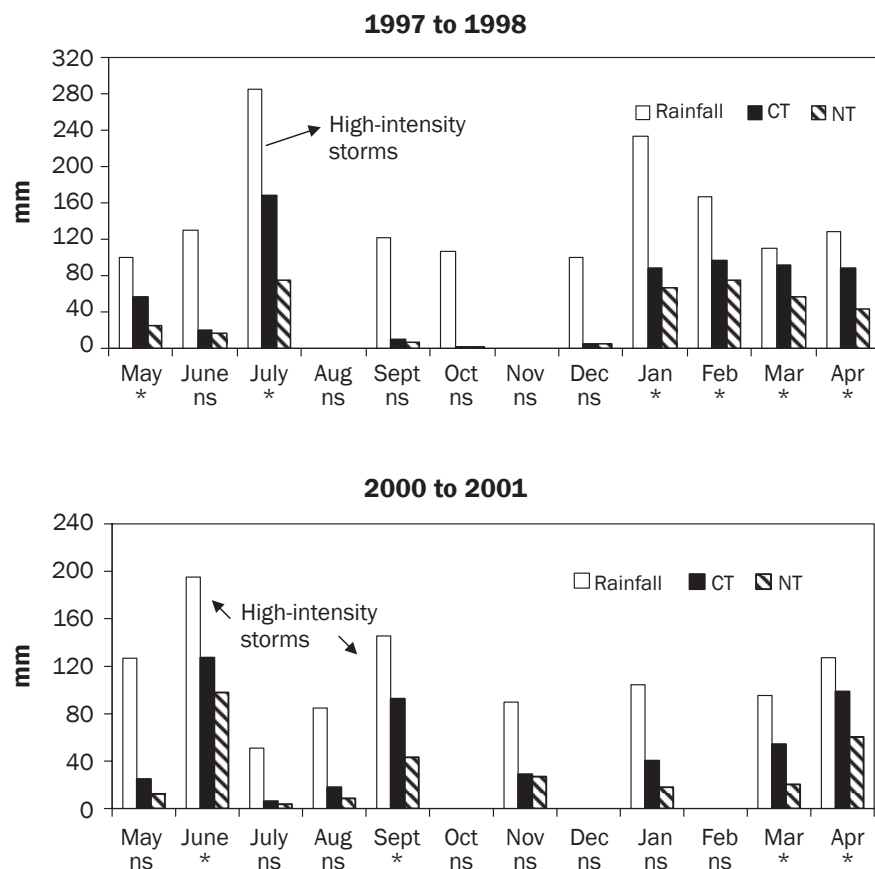 1997 to 1998
320
280
240
200
160
120
80
40
0
mm
High-intensity
storms
Rainfall CT NT
May June July Aug Sept Oct Nov Dec Jan Feb Mar Apr
* ns * ns ns ns ns ns * * * *
2000 to 2001
240
200
160
120
80
40
0
mm
High-intensity
storms
Rainfall CT NT
May June July Aug Sept Oct Nov Dec Jan Feb Mar Apr
ns * ns ns * ns ns ns ns ns * *